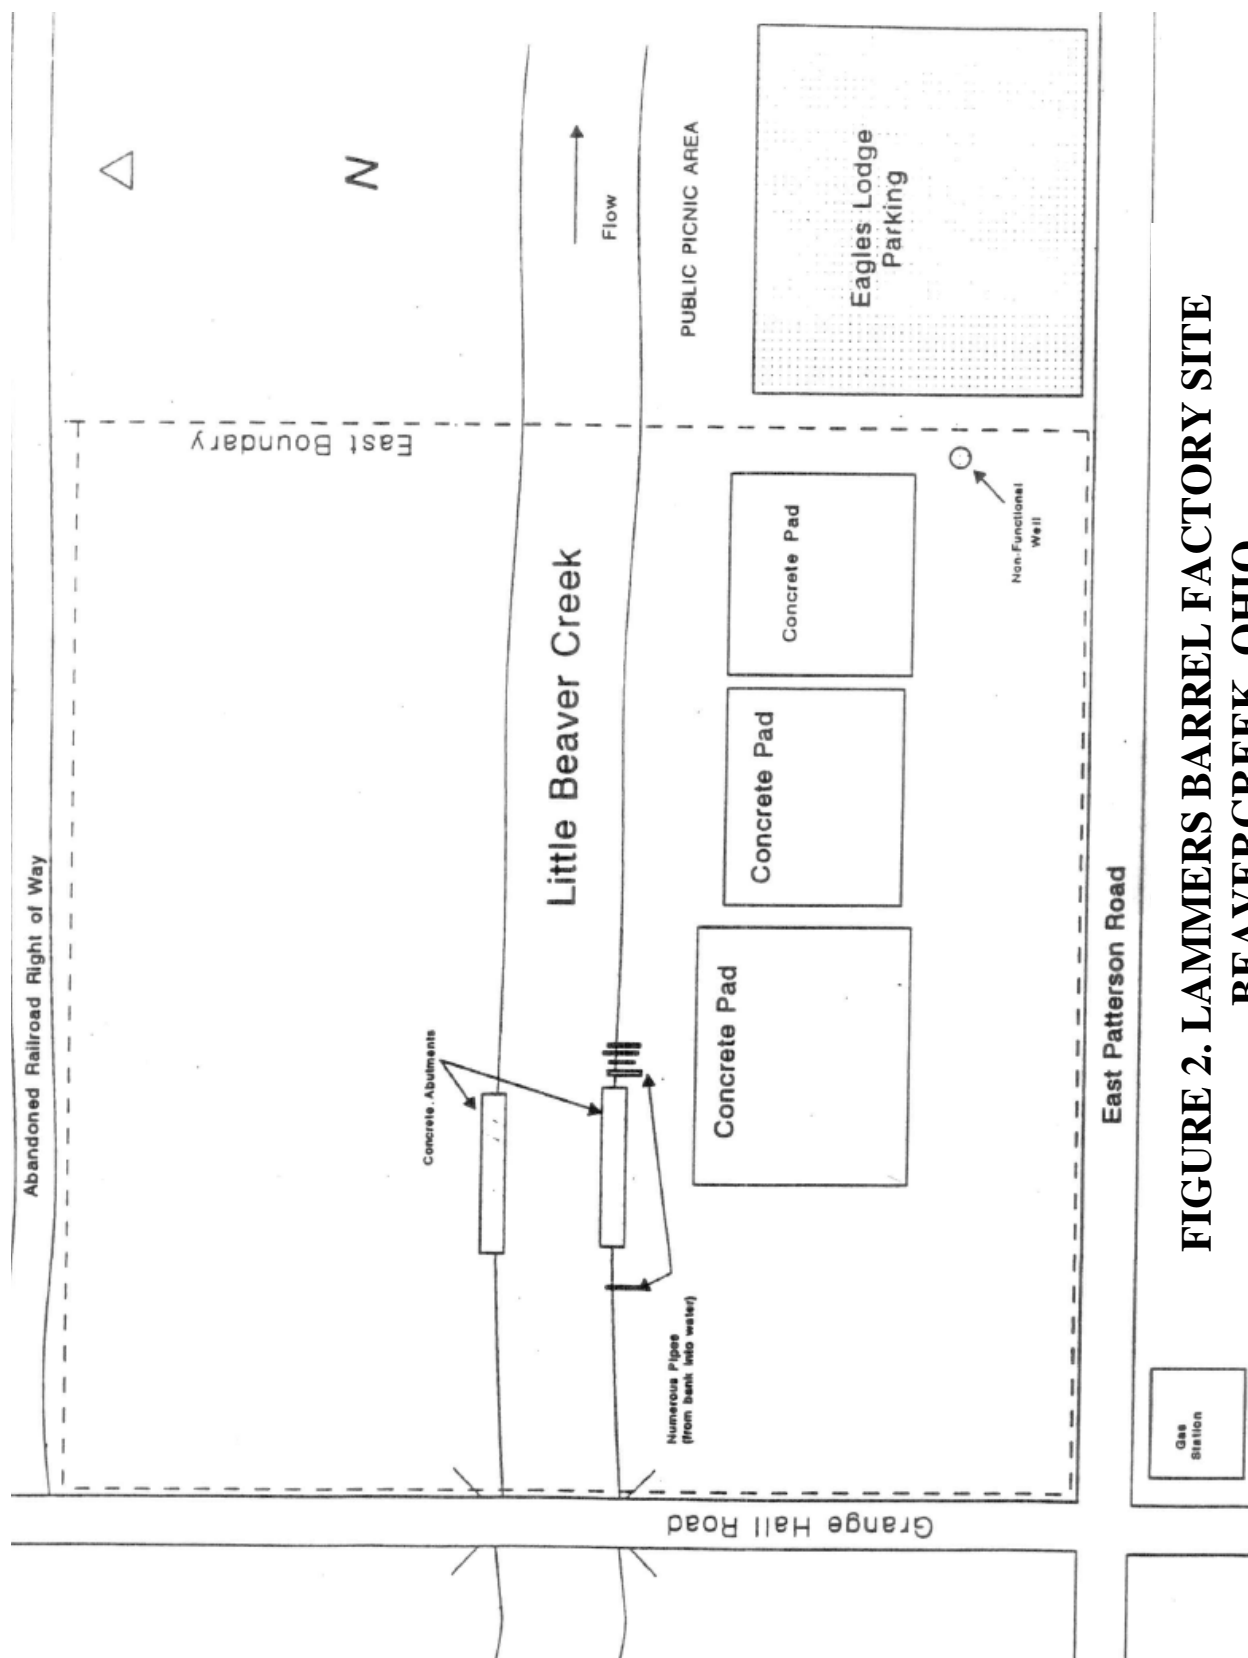 Abandoned Railroad Right of Way
N
East Boundary
Flow
PUBLIC PICNIC AREA
Eagles Lodge
Parking
Little Beaver Creek
Concrete Abutments
Numerous Pipes
(from bank into water)
Concrete Pad
Concrete Pad
Concrete Pad
Non-Functional
Well
Grange Hall Road
East Patterson Road
Gas
Station
FIGURE 2. LAMMERS BARREL FACTORY SITE
BEAVERCREEK, OHIO